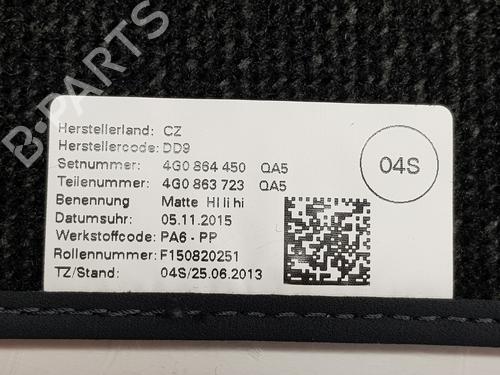 Herstellerland: CZ
Herstellercode: DD9
Setnummer: 4G0 864 450 QA5
Teilenummer: 4G0 863 723 QA5
Benennung Matte HI li hi
Datumsuhr: 05.11.2015
Werkstoffcode: PA6 - PP
Rollennummer: F150820251
TZ/Stand: 04S/25.06.2013
04S
B-PARTS